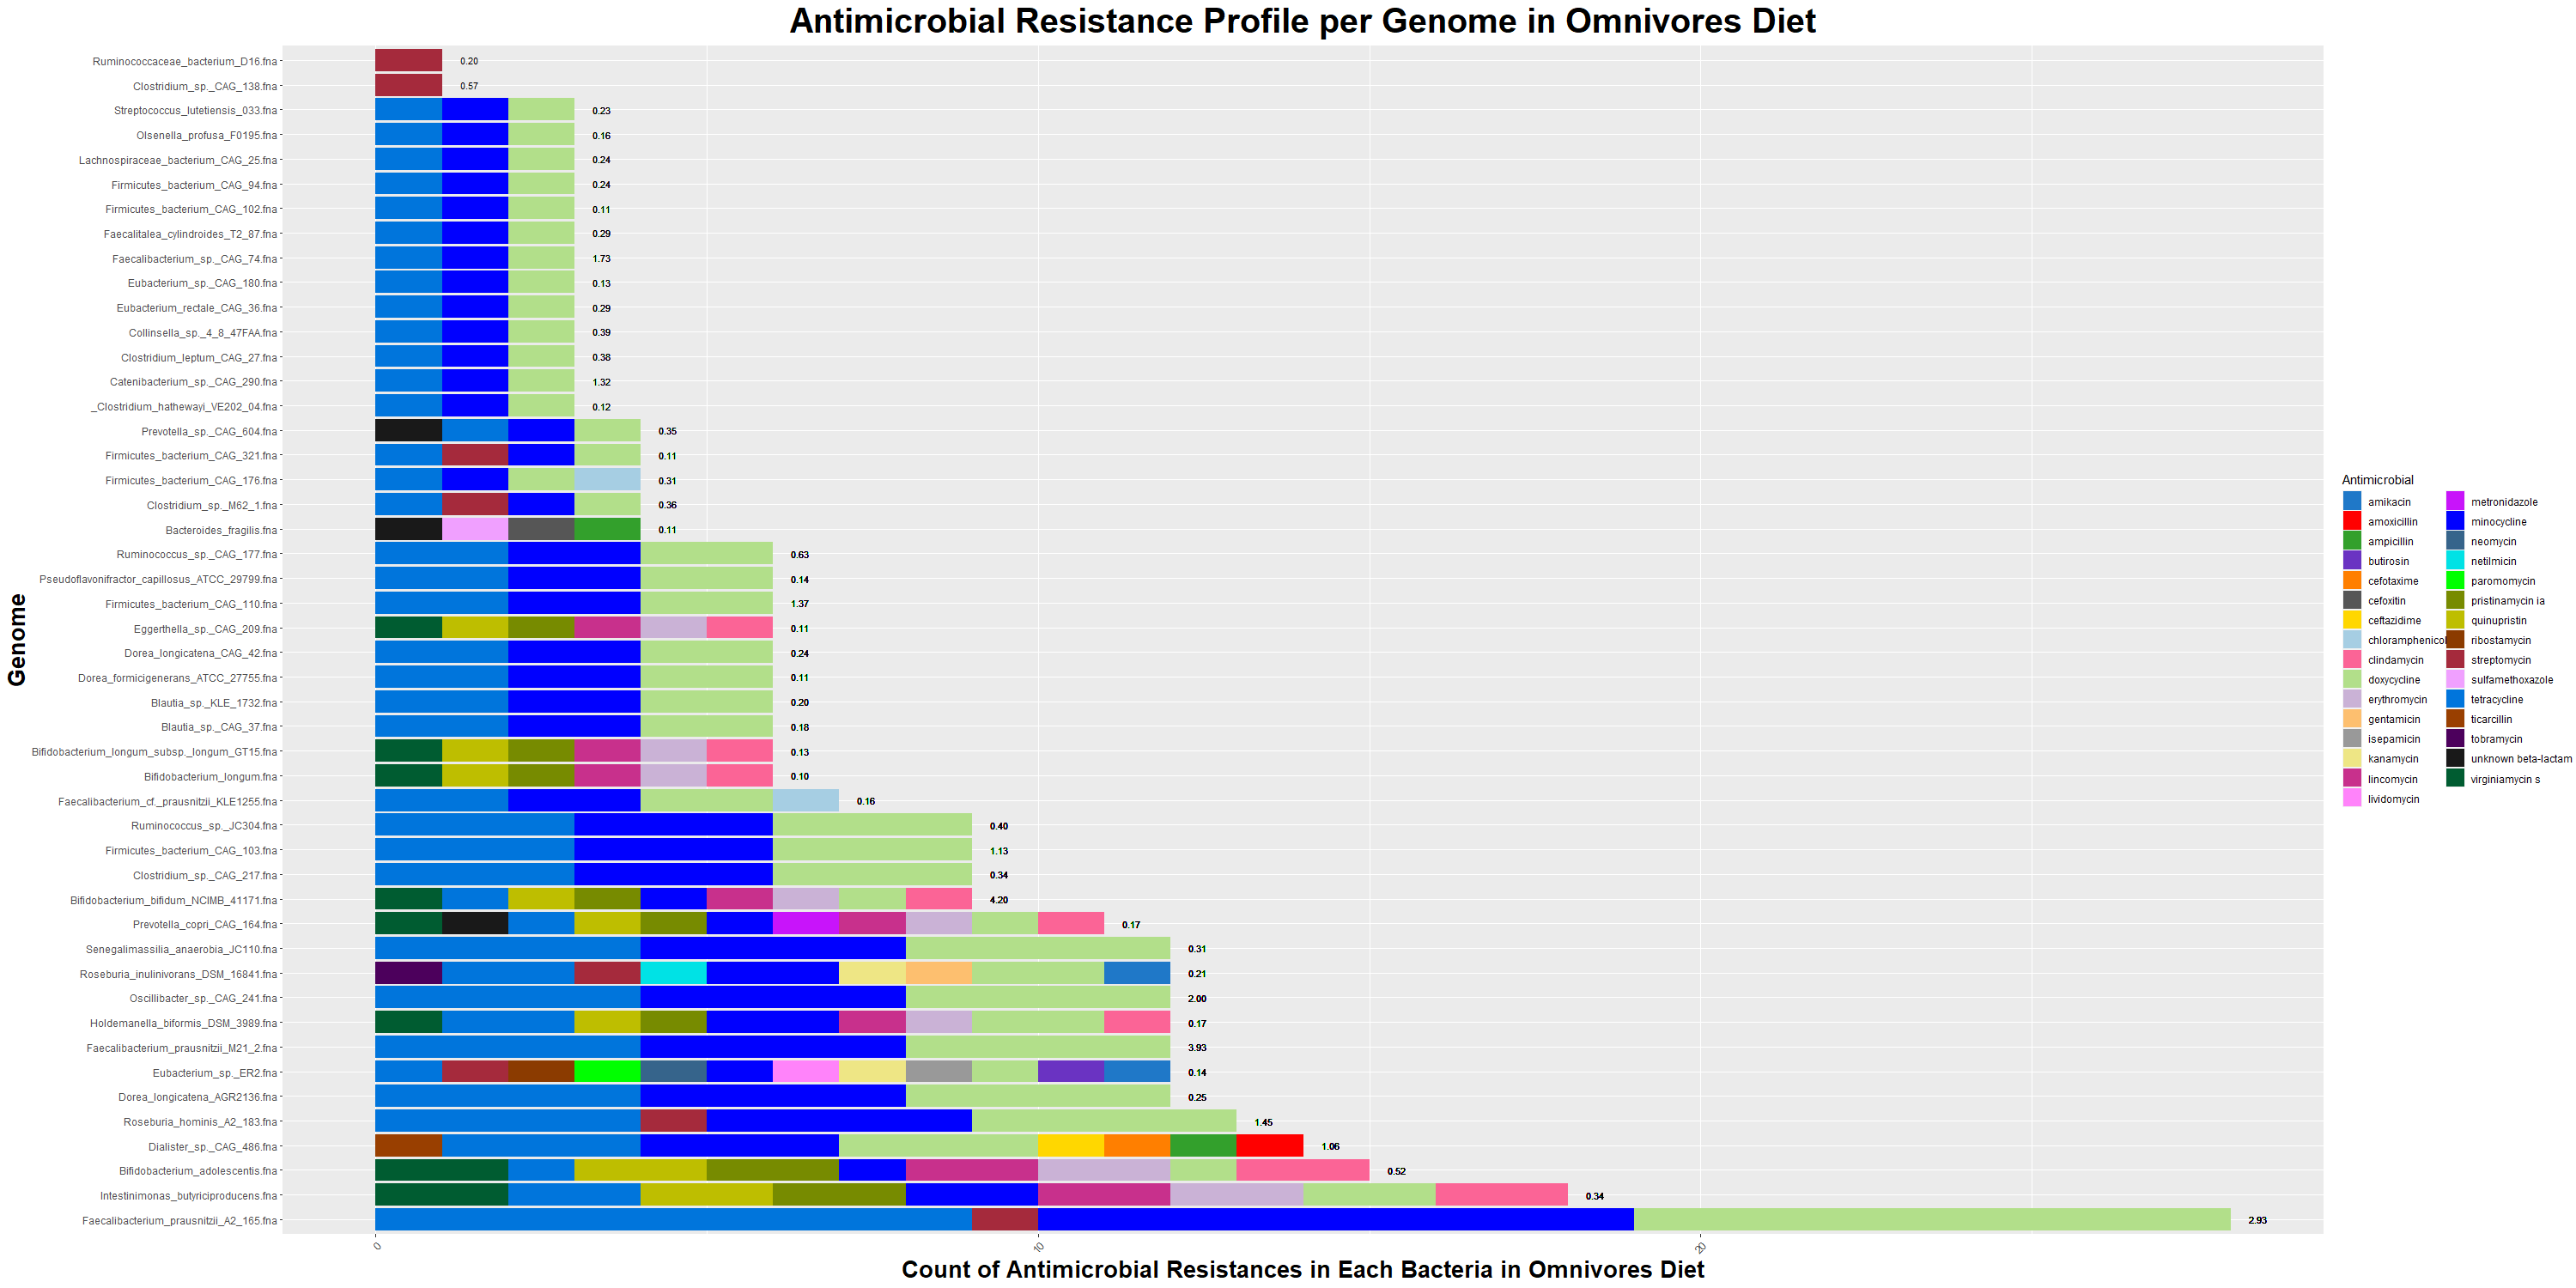 Antimicrobial Resistance Profile per Genome in Omnivores Diet
Genome
Ruminococcaceae_bacterium_D16.fna 0.20
Clostridium_sp._CAG_138.fna 0.57
Streptococcus_lutetiensis_033.fna 0.23
Olsenella_profusa_F0195.fna 0.16
Lachnospiraceae_bacterium_CAG_25.fna 0.24
Firmicutes_bacterium_CAG_94.fna 0.24
Firmicutes_bacterium_CAG_102.fna 0.11
Faecalitalea_cylindroides_T2_87.fna 0.29
Faecalibacterium_sp._CAG_74.fna 1.73
Eubacterium_sp._CAG_180.fna 0.13
Eubacterium_rectale_CAG_36.fna 0.29
Collinsella_sp._4_8_47FAA.fna 0.39
Clostridium_leptum_CAG_27.fna 0.38
Catenibacterium_sp._CAG_290.fna 1.32
_Clostridium_hathewayi_VE202_04.fna 0.12
Prevotella_sp._CAG_604.fna 0.35
Firmicutes_bacterium_CAG_321.fna 0.11
Firmicutes_bacterium_CAG_176.fna 0.31
Clostridium_sp._M62_1.fna 0.36
Bacteroides_fragilis.fna 0.11
Ruminococcus_sp._CAG_177.fna 0.63
Pseudoflavonifractor_capillosus_ATCC_29799.fna 0.14
Firmicutes_bacterium_CAG_110.fna 1.37
Eggerthella_sp._CAG_209.fna 0.11
Dorea_longicatena_CAG_42.fna 0.24
Dorea_formicigenerans_ATCC_27755.fna 0.11
Blautia_sp._KLE_1732.fna 0.20
Blautia_sp._CAG_37.fna 0.18
Bifidobacterium_longum_subsp._longum_GT15.fna 0.13
Bifidobacterium_longum.fna 0.10
Faecalibacterium_cf._prausnitzii_KLE1255.fna 0.16
Ruminococcus_sp._JC304.fna 0.40
Firmicutes_bacterium_CAG_103.fna 1.13
Clostridium_sp._CAG_217.fna 0.34
Bifidobacterium_bifidum_NCIMB_41171.fna 4.20
Prevotella_copri_CAG_164.fna 0.17
Senegalimassilia_anaerobia_JC110.fna 0.31
Roseburia_inulinivorans_DSM_16841.fna 0.21
Oscillibacter_sp._CAG_241.fna 2.00
Holdemanella_biformis_DSM_3989.fna 0.17
Faecalibacterium_prausnitzii_M21_2.fna 3.93
Eubacterium_sp._ER2.fna 0.14
Dorea_longicatena_AGR2136.fna 0.25
Roseburia_hominis_A2_183.fna 1.45
Dialister_sp._CAG_486.fna 1.06
Bifidobacterium_adolescentis.fna 0.52
Intestinimonas_butyriciproducens.fna 0.34
Faecalibacterium_prausnitzii_A2_165.fna 2.93
0 10 20
Count of Antimicrobial Resistances in Each Bacteria in Omnivores Diet
Antimicrobial
amikacin
amoxicillin
ampicillin
butirosin
cefotaxime
cefoxitin
ceftazidime
chloramphenicol
clindamycin
doxycycline
erythromycin
gentamicin
isepamicin
kanamycin
lincomycin
lividomycin
metronidazole
minocycline
neomycin
netilmicin
paromomycin
pristinamycin ia
quinupristin
ribostamycin
streptomycin
sulfamethoxazole
tetracycline
ticarcillin
tobramycin
unknown beta-lactam
virginiamycin s